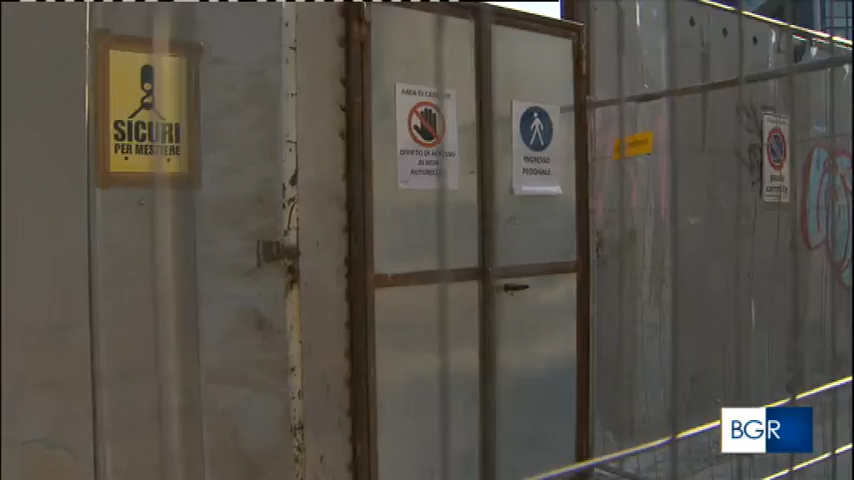 SICURI
PER MESTIERE
AREA DI CANTIERE
DIVIETO DI ACCESSO
AI NON
AUTORIZZATI
INGRESSO
PEDONALE
BGR